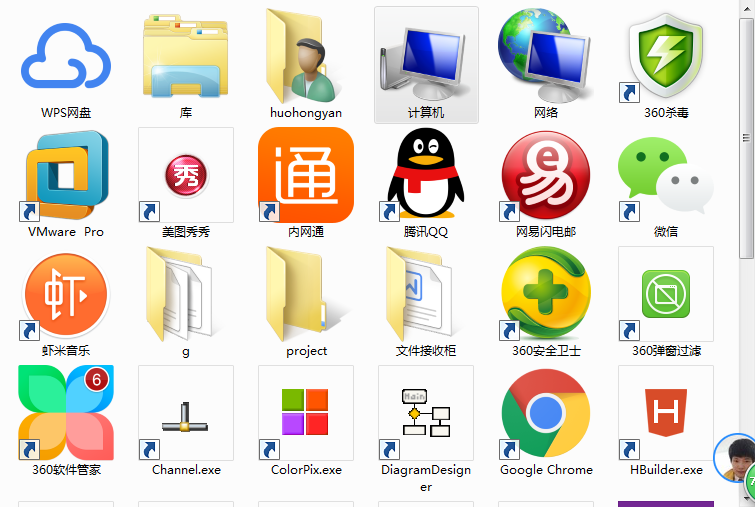 WPS网盘
库
huohongyan
计算机
网络
360杀毒
VMware Pro
秀
美图秀秀
通
内网通
腾讯QQ
e
易
网易闪电邮
微信
虾
虾米音乐
g
project
W
文件接收柜
360安全卫士
360弹窗过滤
6
360软件管家
Channel.exe
ColorPix.exe
Main
DiagramDesign
er
Google Chrome
H
HBuilder.exe